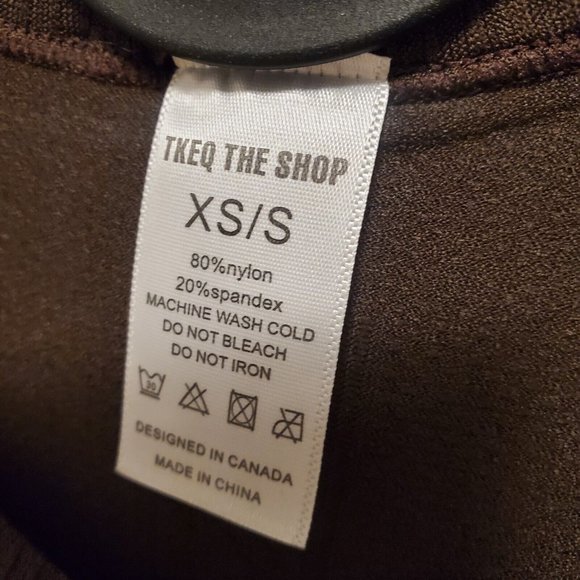 TKEQ THE SHOP
XS/S
80%nylon
20%spandex
MACHINE WASH COLD
DO NOT BLEACH
DO NOT IRON
30
DESIGNED IN CANADA
MADE IN CHINA